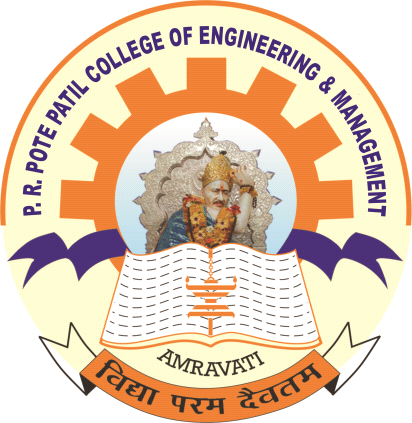 P. R. POTE PATIL COLLEGE OF ENGINEERING & MANAGEMENT
AMRAVATI
विद्या परम दैवतम